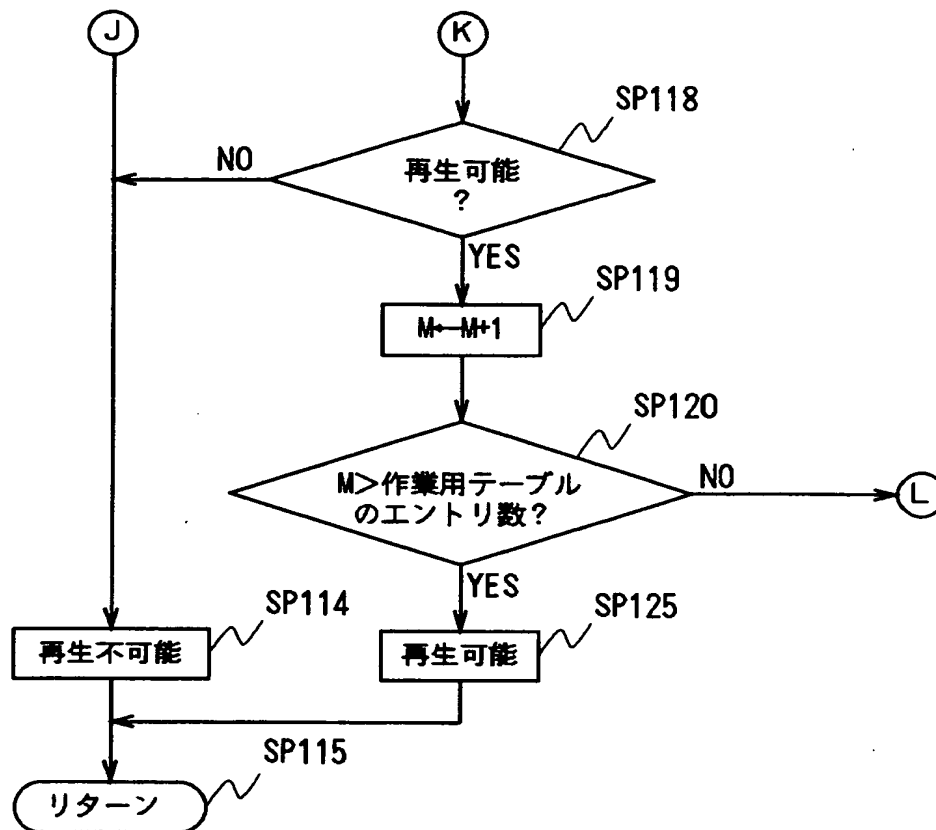 J
K
SP118
NO
再生可能
?
YES
SP119
M←M+1
SP120
M>作業用テーブル
のエントリ数?
NO
L
YES
SP114
SP125
再生不可能
再生可能
SP115
リターン